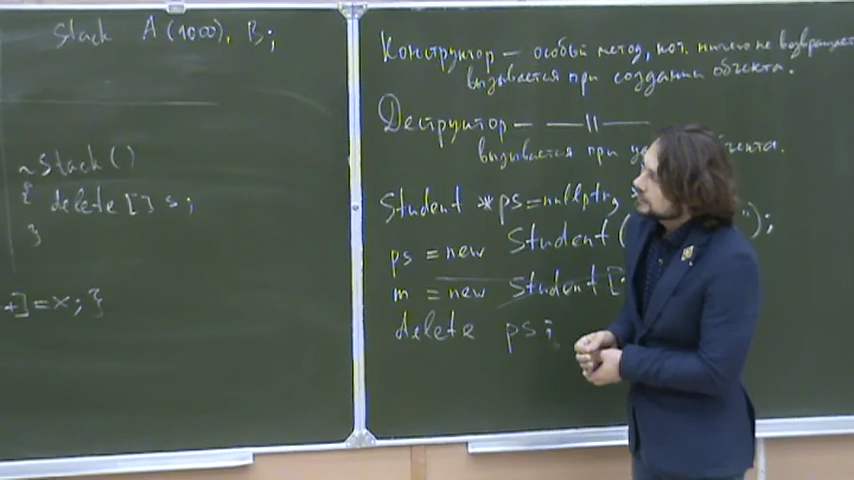 Stack A(1000), B;
~Stack()
{ delete[] s;
}
+]=x; }
Конструктор — особый метод, кот. ничего не возвращает
вызывается при создании объекта.
Деструктор — —||—
вызывается при объекта.
Student *ps=nullptr,
ps = new Student( ");
m = new Student[
delete ps;